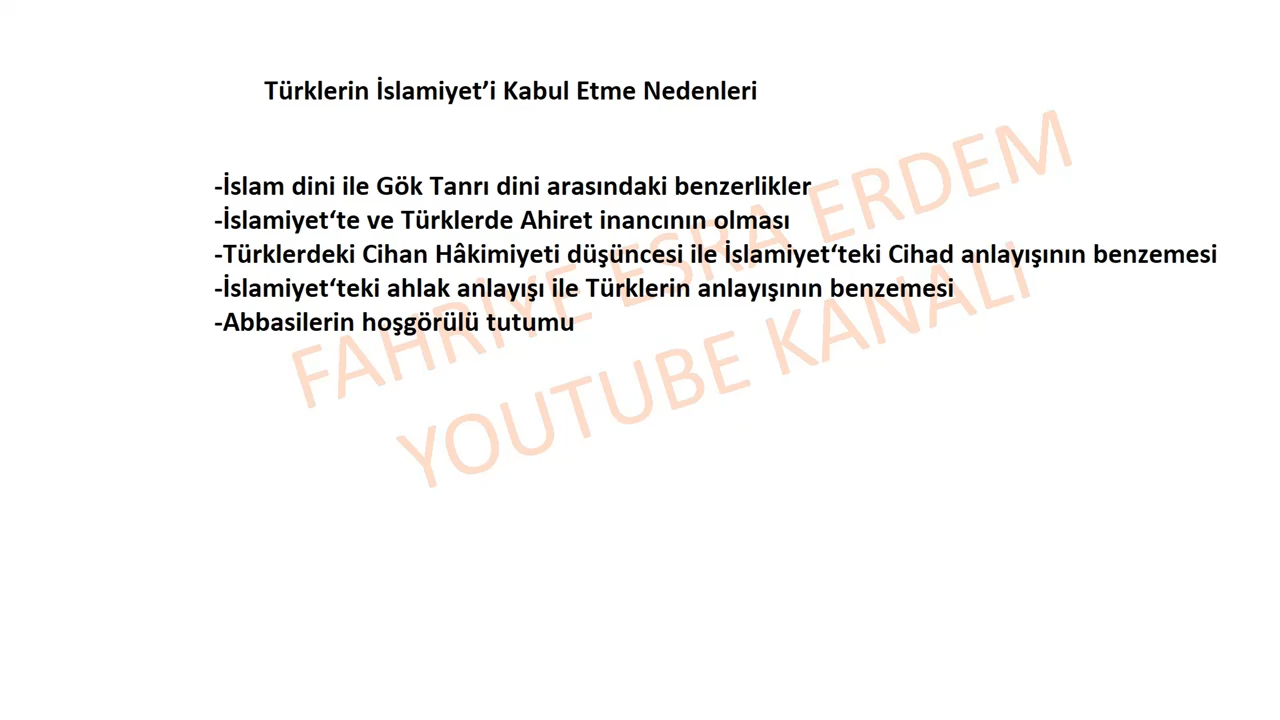 Türklerin İslamiyet’i Kabul Etme Nedenleri
-İslam dini ile Gök Tanrı dini arasındaki benzerlikler
-İslamiyet‘te ve Türklerde Ahiret inancının olması
-Türklerdeki Cihan Hâkimiyeti düşüncesi ile İslamiyet‘teki Cihad anlayışının benzemesi
-İslamiyet‘teki ahlak anlayışı ile Türklerin anlayışının benzemesi
-Abbasilerin hoşgörülü tutumu
FAHRİYE ESRA ERDEM
YOUTUBE KANALI